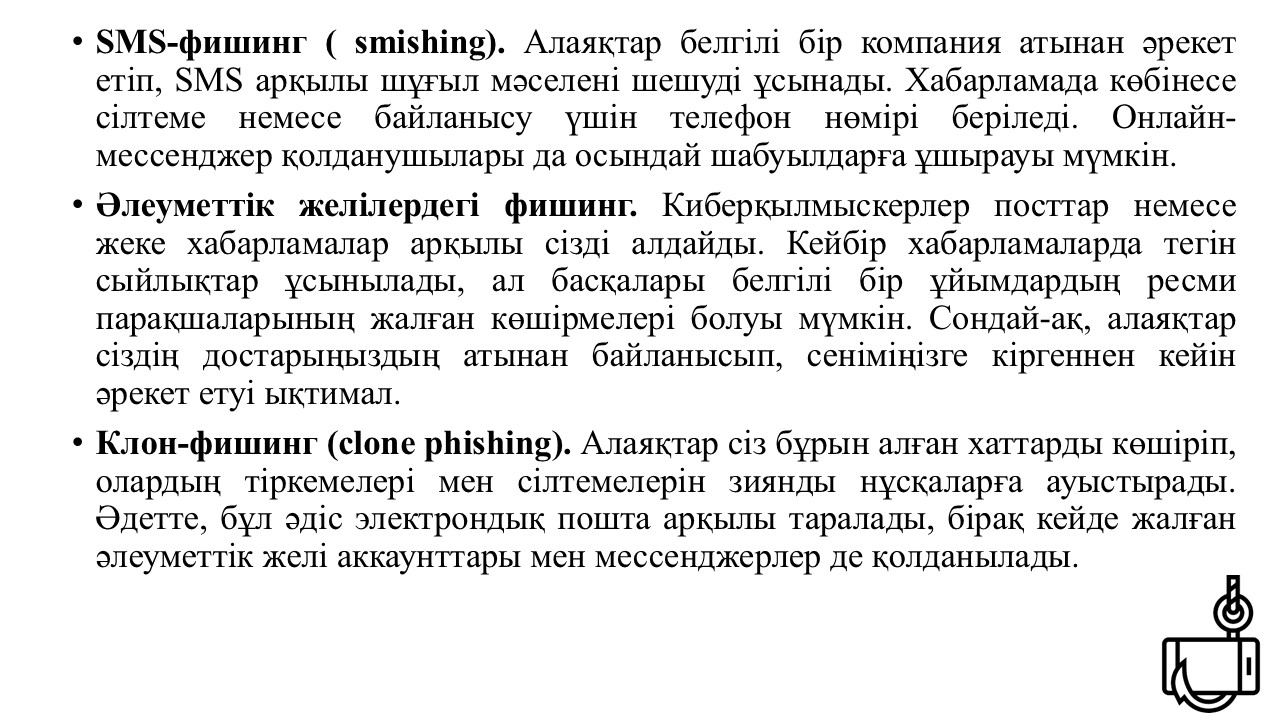 • SMS-фишинг ( smishing). Алаяқтар белгілі бір компания атынан әрекет
етіп, SMS арқылы шұғыл мәселені шешуді ұсынады. Хабарламада көбінесе
сілтеме немесе байланысу үшін телефон нөмірі беріледі. Онлайн-
мессенджер қолданушылары да осындай шабуылдарға ұшырауы мүмкін.
• Әлеуметтік желілердегі фишинг. Киберқылмыскерлер посттар немесе
жеке хабарламалар арқылы сізді алдайды. Кейбір хабарламаларда тегін
сыйлықтар ұсынылады, ал басқалары белгілі бір ұйымдардың ресми
парақшаларының жалған көшірмелері болуы мүмкін. Сондай-ақ, алаяқтар
сіздің достарыңыздың атынан байланысып, сеніміңізге кіргеннен кейін
әрекет етуі ықтимал.
• Клон-фишинг (clone phishing). Алаяқтар сіз бұрын алған хаттарды көшіріп,
олардың тіркемелері мен сілтемелерін зиянды нұсқаларға ауыстырады.
Әдетте, бұл әдіс электрондық пошта арқылы таралады, бірақ кейде жалған
әлеуметтік желі аккаунттары мен мессенджерлер де қолданылады.